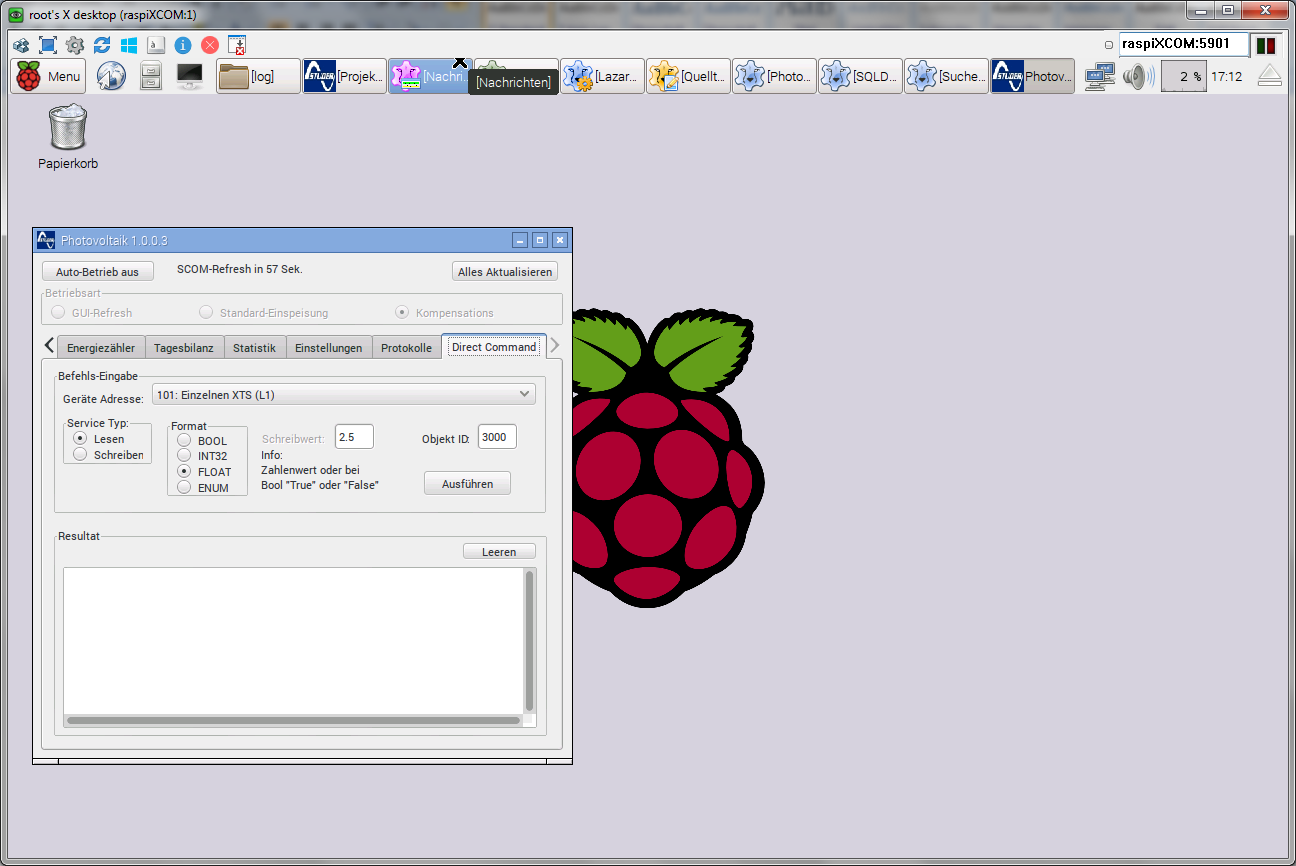 root's X desktop (raspiXCOM:1)
raspiXCOM:5901
Menu
[log]
[Projek...
[Nachri...
[Lazar...
[Quellt...
[Photo...
[SQLD...
[Suche...
Photov...
2 %
17:12
[Nachrichten]
Papierkorb
Photovoltaik 1.0.0.3
Auto-Betrieb aus
SCOM-Refresh in 57 Sek.
Alles Aktualisieren
Betriebsart
GUI-Refresh
Standard-Einspeisung
Kompensations
Energiezähler
Tagesbilanz
Statistik
Einstellungen
Protokolle
Direct Command
Befehls-Eingabe
Geräte Adresse:
101: Einzelnen XTS (L1)
Service Typ:
Lesen
Schreiben
Format
BOOL
INT32
FLOAT
ENUM
Schreibwert:
2.5
Info:
Zahlenwert oder bei
Bool "True" oder "False"
Objekt ID:
3000
Ausführen
Resultat
Leeren